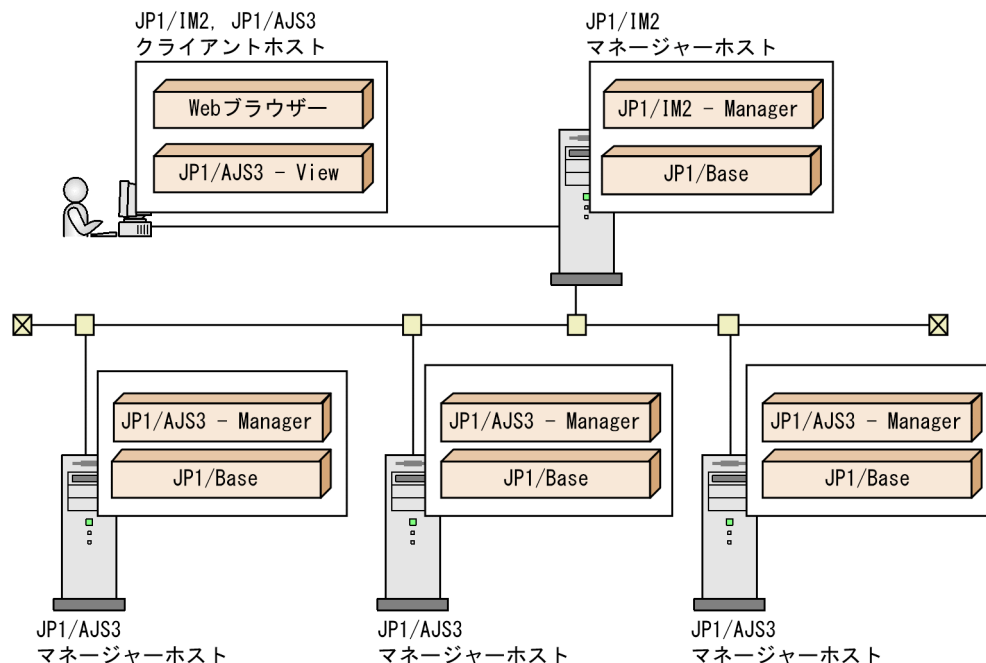 JP1/IM2, JP1/AJS3
クライアントホスト
Webブラウザー
JP1/AJS3 - View
JP1/IM2
マネージャーホスト
JP1/IM2 - Manager
JP1/Base
JP1/AJS3 - Manager
JP1/Base
JP1/AJS3
マネージャーホスト
JP1/AJS3 - Manager
JP1/Base
JP1/AJS3
マネージャーホスト
JP1/AJS3 - Manager
JP1/Base
JP1/AJS3
マネージャーホスト